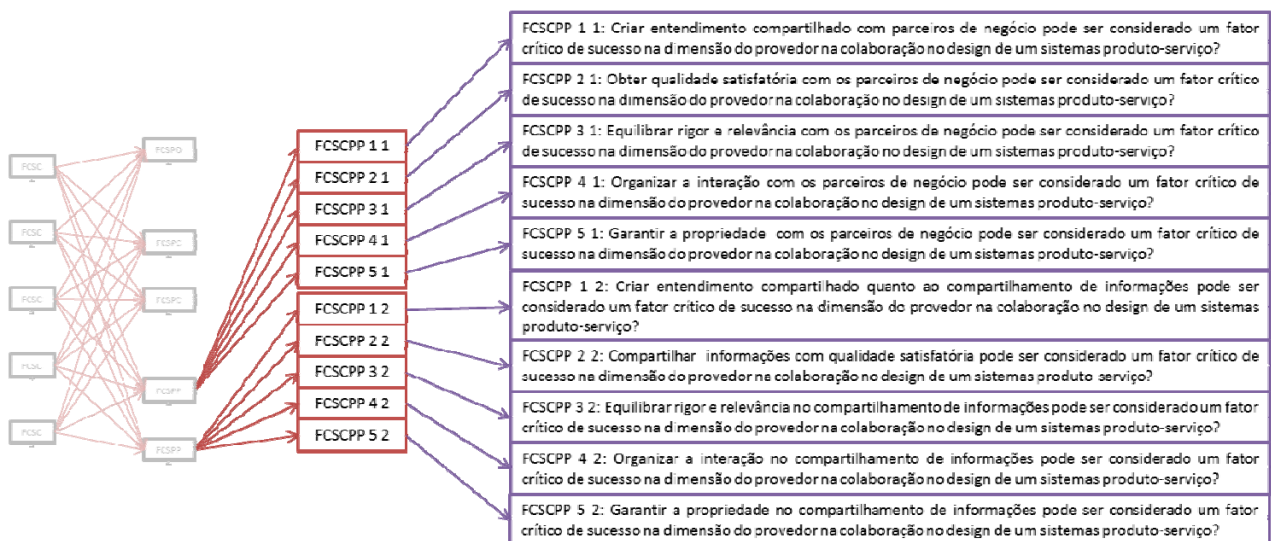 FCSCPP 1 1: Criar entendimento compartilhado com parceiros de negócio pode ser considerado um fator
crítico de sucesso na dimensão do provedor na colaboração no design de um sistemas produto-serviço?
FCSCPP 2 1: Obter qualidade satisfatória com os parceiros de negócio pode ser considerado um fator crítico
de sucesso na dimensão do provedor na colaboração no design de um sistemas produto-serviço?
FCSCPP 3 1: Equilibrar rigor e relevância com os parceiros de negócio pode ser considerado um fator crítico
de sucesso na dimensão do provedor na colaboração no design de um sistemas produto-serviço?
FCSCPP 4 1: Organizar a interação com os parceiros de negócio pode ser considerado um fator crítico de
sucesso na dimensão do provedor na colaboração no design de um sistemas produto-serviço?
FCSCPP 5 1: Garantir a propriedade com os parceiros de negócio pode ser considerado um fator crítico de
sucesso na dimensão do provedor na colaboração no design de um sistemas produto-serviço?
FCSCPP 1 2: Criar entendimento compartilhado quento ao compartilhamento de informações pode ser
considerado um fator crítico de sucesso na dimensão do provedor na colaboração no design de um sistemas
produto-serviço?
FCSCPP 2 2: Compartilhar informações com qualidade satisfatória pode ser considerado um fator crítico de
sucesso na dimensão do provedor na colaboração no design de um sistemas produto-serviço?
FCSCPP 3 2: Equilibrar rigor e relevância no compartilhamento de informações pode ser considerado um fator
crítico de sucesso na dimensão do provedor na colaboração no design de um sistemas produto-serviço?
FCSCPP 4 2: Organizar a interação no compartilhamento de informações pode ser considerado um fator
crítico de sucesso na dimensão do provedor na colaboração no design de um sistemas produto-serviço?
FCSCPP 5 2: Garantir a propriedade no compartilhamento de informações pode ser considerado um fator
crítico de sucesso na dimensão do provedor na colaboração no design de um sistemas produto-serviço?
FCSCPP 1 1
FCSCPP 2 1
FCSCPP 3 1
FCSCPP 4 1
FCSCPP 5 1
FCSCPP 1 2
FCSCPP 2 2
FCSCPP 3 2
FCSCPP 4 2
FCSCPP 5 2
FCSC
FCSC
FCSC
FCSC
FCSC
FCSPP
FCSPP